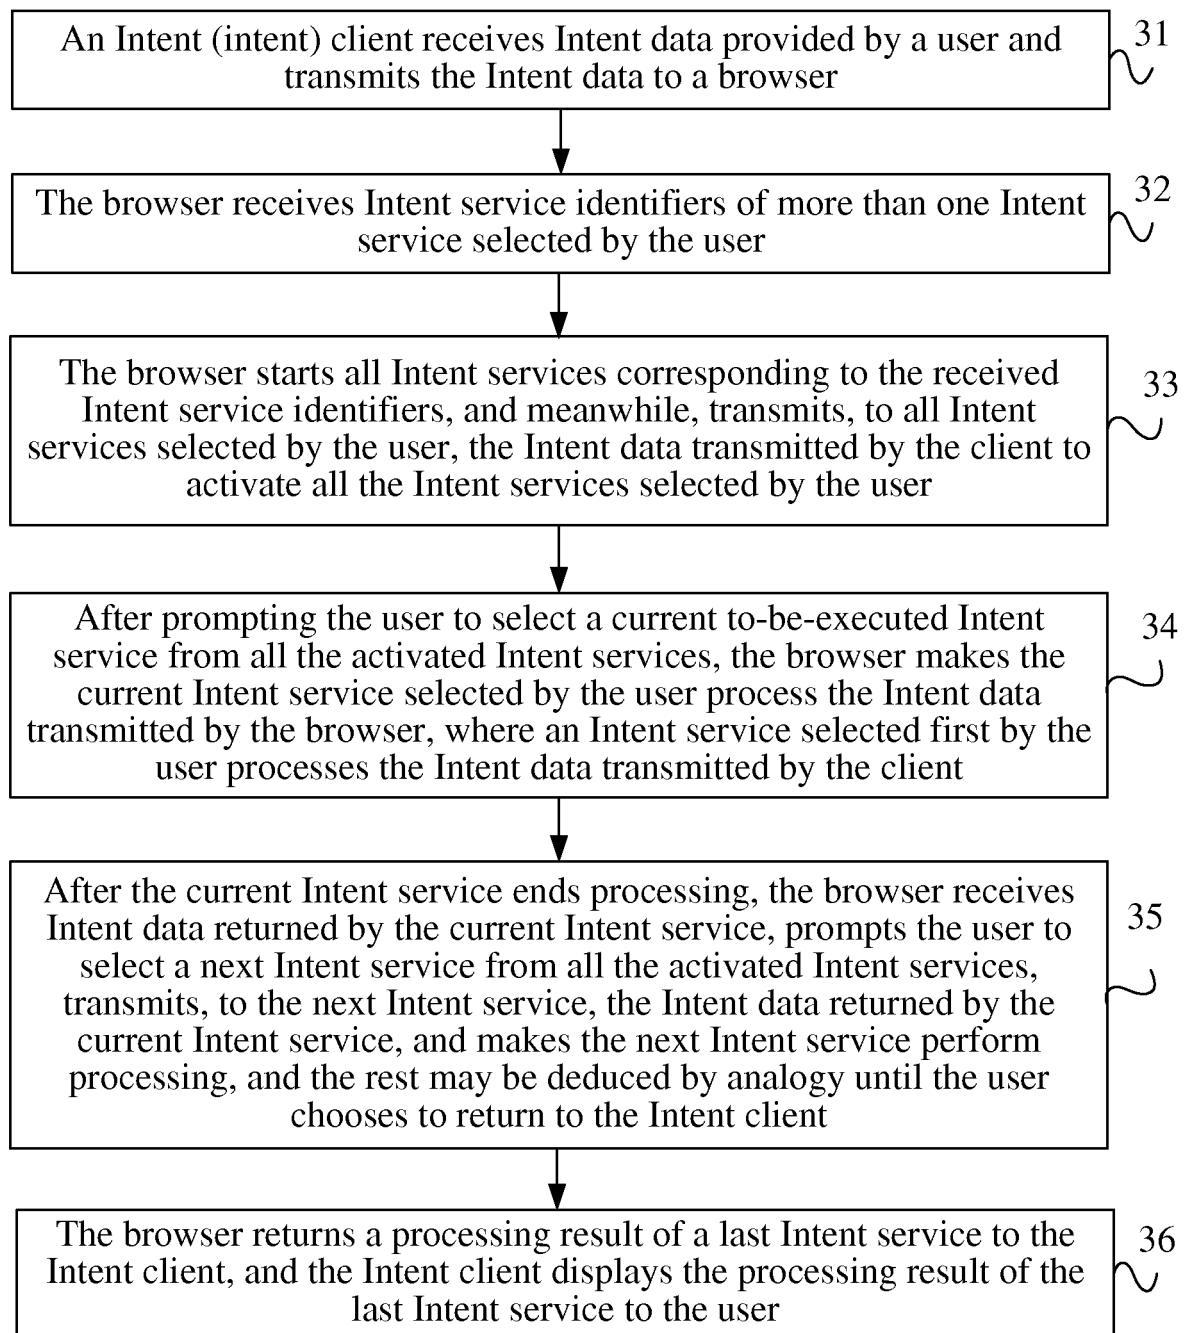 An Intent (intent) client receives Intent data provided by a user and
transmits the Intent data to a browser
31
The browser receives Intent service identifiers of more than one Intent
service selected by the user
32
The browser starts all Intent services corresponding to the received
Intent service identifiers, and meanwhile, transmits, to all Intent
services selected by the user, the Intent data transmitted by the client to
activate all the Intent services selected by the user
33
After prompting the user to select a current to-be-executed Intent
service from all the activated Intent services, the browser makes the
current Intent service selected by the user process the Intent data
transmitted by the browser, where an Intent service selected first by the
user processes the Intent data transmitted by the client
34
After the current Intent service ends processing, the browser receives
Intent data returned by the current Intent service, prompts the user to
select a next Intent service from all the activated Intent services,
transmits, to the next Intent service, the Intent data returned by the
current Intent service, and makes the next Intent service perform
processing, and the rest may be deduced by analogy until the user
chooses to return to the Intent client
35
The browser returns a processing result of a last Intent service to the
Intent client, and the Intent client displays the processing result of the
last Intent service to the user
36